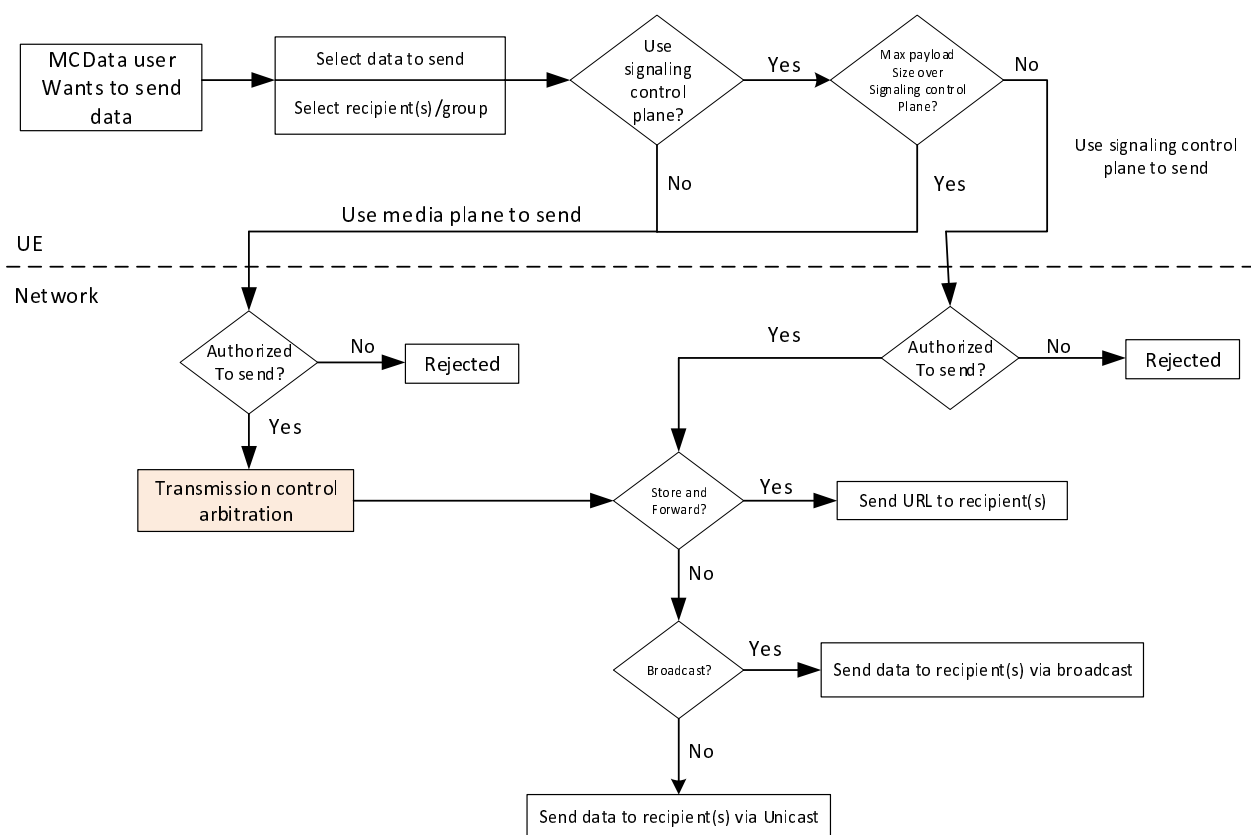 MCData user
Wants to send
data
Select data to send
Select recipient(s)/group
Use
signaling
control
plane?
Yes
Max payload
Size over
Signaling control
Plane?
No
Use signaling control
plane to send
No
Yes
Use media plane to send
UE
Network
Authorized
To send?
No
Rejected
Yes
Authorized
To send?
No
Rejected
Yes
Transmission control
arbitration
Store and
Forward?
Yes
Send URL to recipient(s)
No
Broadcast?
Yes
Send data to recipient(s) via broadcast
No
Send data to recipient(s) via Unicast